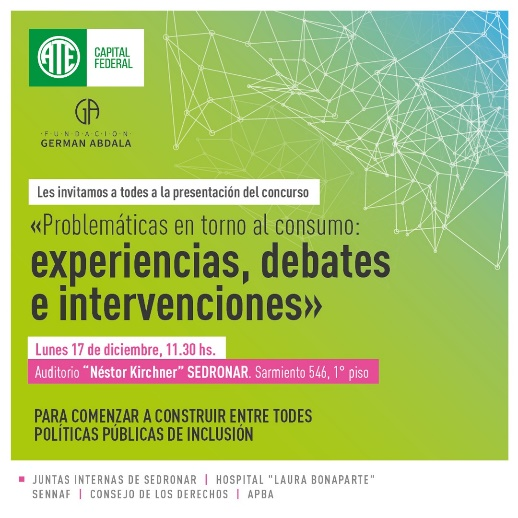 ATE
CAPITAL
FEDERAL
GA
FUNDACION
GERMAN ABDALA
Les invitamos a todes a la presentación del concurso
«Problemáticas en torno al consumo:
experiencias, debates
e intervenciones»
Lunes 17 de diciembre, 11.30 hs.
Auditorio "Néstor Kirchner" SEDRONAR. Sarmiento 546, 1° piso
PARA COMENZAR A CONSTRUIR ENTRE TODES
POLÍTICAS PÚBLICAS DE INCLUSIÓN
JUNTAS INTERNAS DE SEDRONAR | HOSPITAL "LAURA BONAPARTE"
SENNAF | CONSEJO DE LOS DERECHOS | APBA